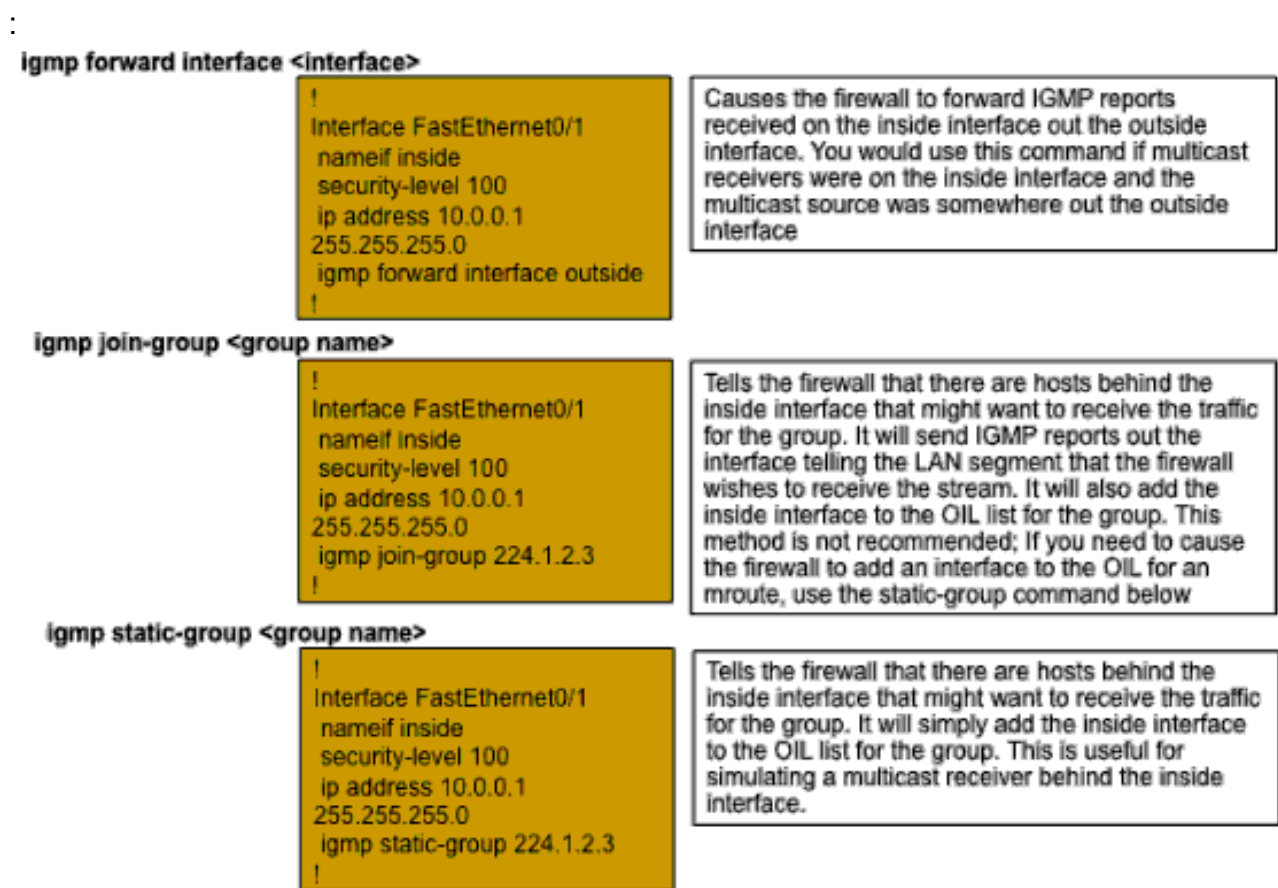 :
igmp forward interface <interface>
!
Interface FastEthernet0/1
nameif inside
security-level 100
ip address 10.0.0.1
255.255.255.0
igmp forward interface outside
!
Causes the firewall to forward IGMP reports
received on the inside interface out the outside
interface. You would use this command if multicast
receivers were on the inside interface and the
multicast source was somewhere out the outside
interface
igmp join-group <group name>
!
Interface FastEthernet0/1
nameif inside
security-level 100
ip address 10.0.0.1
255.255.255.0
igmp join-group 224.1.2.3
!
Tells the firewall that there are hosts behind the
inside interface that might want to receive the traffic
for the group. It will send IGMP reports out the
interface telling the LAN segment that the firewall
wishes to receive the stream. It will also add the
inside interface to the OIL list for the group. This
method is not recommended; If you need to cause
the firewall to add an interface to the OIL for an
mroute, use the static-group command below
igmp static-group <group name>
!
Interface FastEthernet0/1
nameif inside
security-level 100
ip address 10.0.0.1
255.255.255.0
igmp static-group 224.1.2.3
!
Tells the firewall that there are hosts behind the
inside interface that might want to receive the traffic
for the group. It will simply add the inside interface
to the OIL list for the group. This is useful for
simulating a multicast receiver behind the inside
interface.